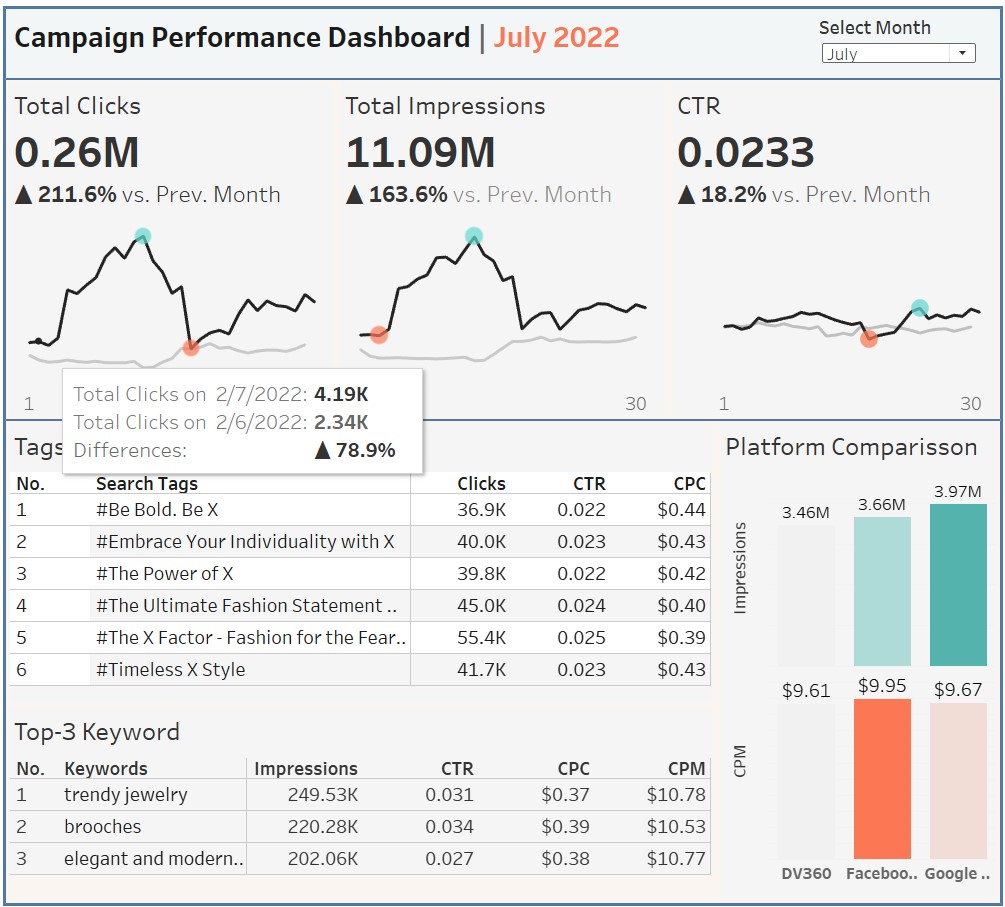 Campaign Performance Dashboard | July 2022
Select Month
July
Total Clicks
0.26M
▲ 211.6% vs. Prev. Month
Total Impressions
11.09M
▲ 163.6% vs. Prev. Month
CTR
0.0233
▲ 18.2% vs. Prev. Month
1
30
1
30
Total Clicks on 2/7/2022: 4.19K
Total Clicks on 2/6/2022: 2.34K
Differences: ▲ 78.9%
Tags
No. Search Tags Clicks CTR CPC
1 #Be Bold. Be X 36.9K 0.022 $0.44
2 #Embrace Your Individuality with X 40.0K 0.023 $0.43
3 #The Power of X 39.8K 0.022 $0.42
4 #The Ultimate Fashion Statement .. 45.0K 0.024 $0.40
5 #The X Factor - Fashion for the Fear.. 55.4K 0.025 $0.39
6 #Timeless X Style 41.7K 0.023 $0.43
Top-3 Keyword
No. Keywords Impressions CTR CPC CPM
1 trendy jewelry 249.53K 0.031 $0.37 $10.78
2 brooches 220.28K 0.034 $0.39 $10.53
3 elegant and modern.. 202.06K 0.027 $0.38 $10.77
Platform Comparisson
Impressions
3.46M 3.66M 3.97M
CPM
$9.61 $9.95 $9.67
DV360 Faceboo.. Google ..